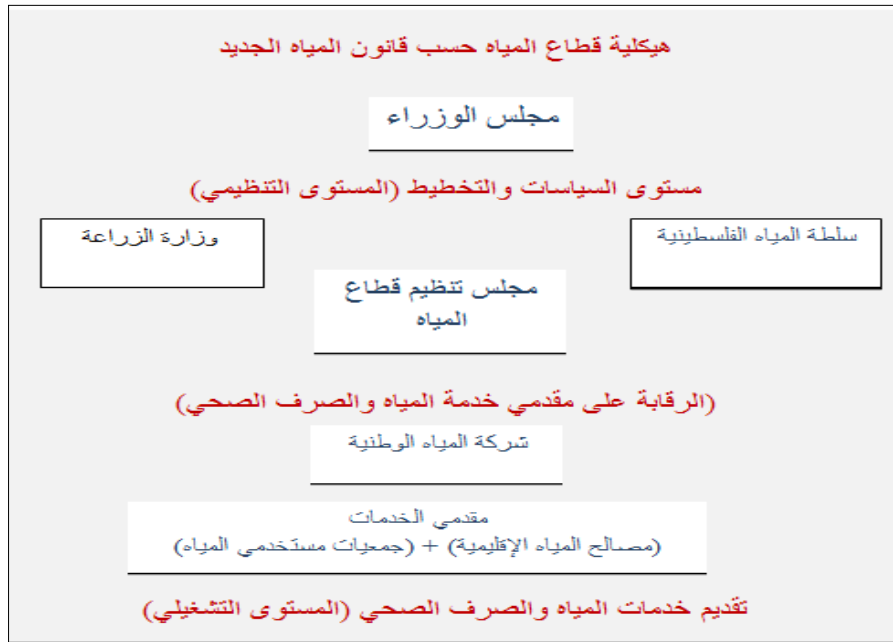 هيكلية قطاع المياه حسب قانون المياه الجديد
مجلس الوزراء
مستوى السياسات والتخطيط (المستوى التنظيمي)
سلطة المياه الفلسطينية
وزارة الزراعة
مجلس تنظيم قطاع
المياه
(الرقابة على مقدمي خدمة المياه والصرف الصحي)
شركة المياه الوطنية
مقدمي الخدمات
(مصالح المياه الإقليمية) + (جمعيات مستخدمي المياه)
تقديم خدمات المياه والصرف الصحي (المستوى التشغيلي)